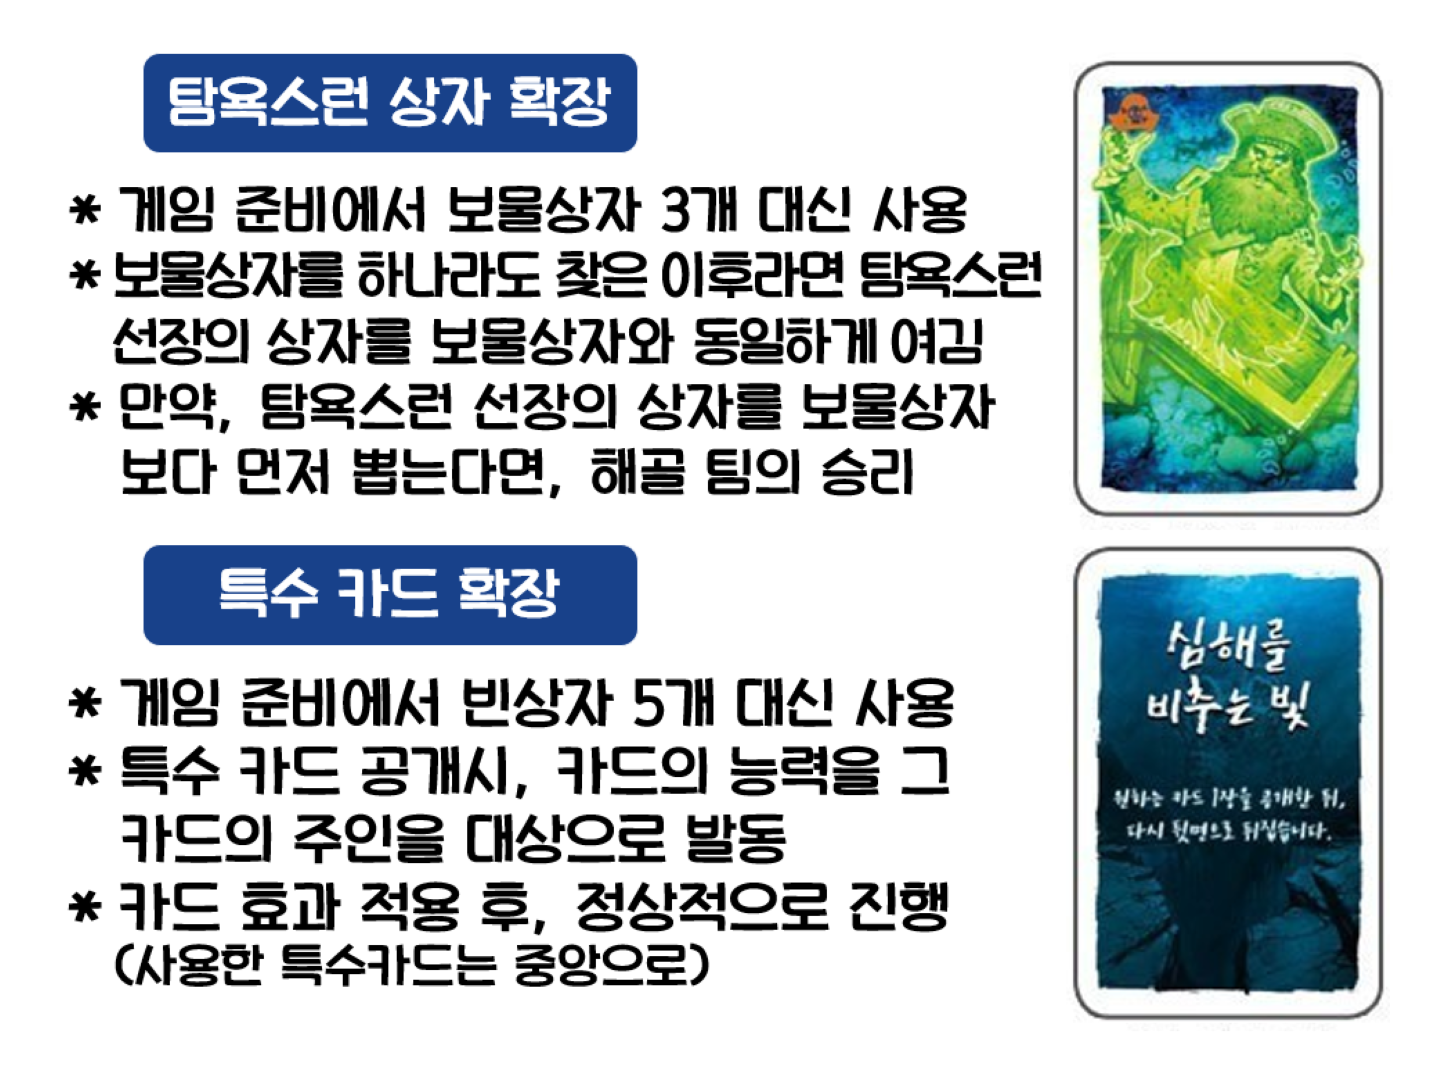 탐욕스런 상자 확장
* 게임 준비에서 보물상자 3개 대신 사용
* 보물상자를 하나라도 찾은 이후라면 탐욕스런
선장의 상자를 보물상자와 동일하게 여김
* 만약, 탐욕스런 선장의 상자를 보물상자
보다 먼저 뽑는다면, 해골 팀의 승리
특수 카드 확장
* 게임 준비에서 빈상자 5개 대신 사용
* 특수 카드 공개시, 카드의 능력을 그
카드의 주인을 대상으로 발동
* 카드 효과 적용 후, 정상적으로 진행
(사용한 특수카드는 중앙으로)
심해를
비추는 빛
원하는 카드 1장을 공개한 뒤,
다시 뒷면으로 뒤집습니다.